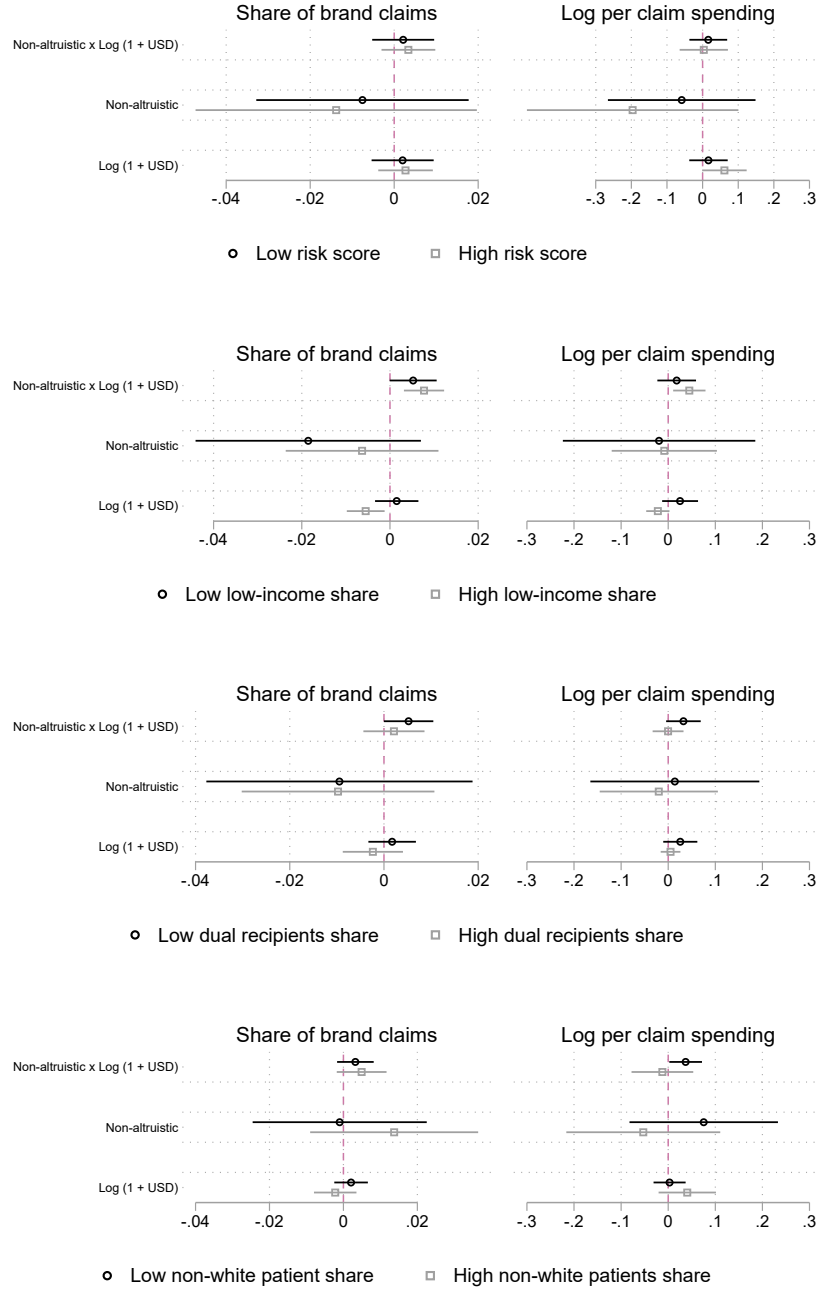 Share of brand claims Log per claim spending
Non-altruistic x Log (1 + USD)
Non-altruistic
Log (1 + USD)
-.04 -.02 0 .02 -.3 -.2 -.1 0 .1 .2 .3
Low risk score High risk score
Share of brand claims Log per claim spending
Non-altruistic x Log (1 + USD)
Non-altruistic
Log (1 + USD)
-.04 -.02 0 .02 -.3 -.2 -.1 0 .1 .2 .3
Low low-income share High low-income share
Share of brand claims Log per claim spending
Non-altruistic x Log (1 + USD)
Non-altruistic
Log (1 + USD)
-.04 -.02 0 .02 -.3 -.2 -.1 0 .1 .2 .3
Low dual recipients share High dual recipients share
Share of brand claims Log per claim spending
Non-altruistic x Log (1 + USD)
Non-altruistic
Log (1 + USD)
-.04 -.02 0 .02 -.3 -.2 -.1 0 .1 .2 .3
Low non-white patient share High non-white patients share